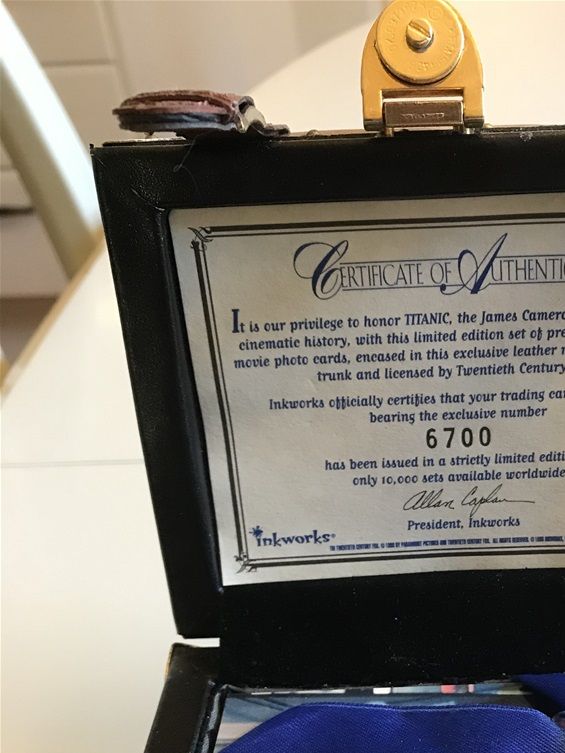 CERTIFICATE OF AUTHENTI
It is our privilege to honor TITANIC, the James Camer
cinematic history, with this limited edition set of pre
movie photo cards, encased in this exclusive leather
trunk and licensed by Twentieth Century
Inkworks officially certifies that your trading ca
bearing the exclusive number
6700
has been issued in a strictly limited editi
only 10,000 sets available worldwide
Allan Caplan
President, Inkworks
inkworks®